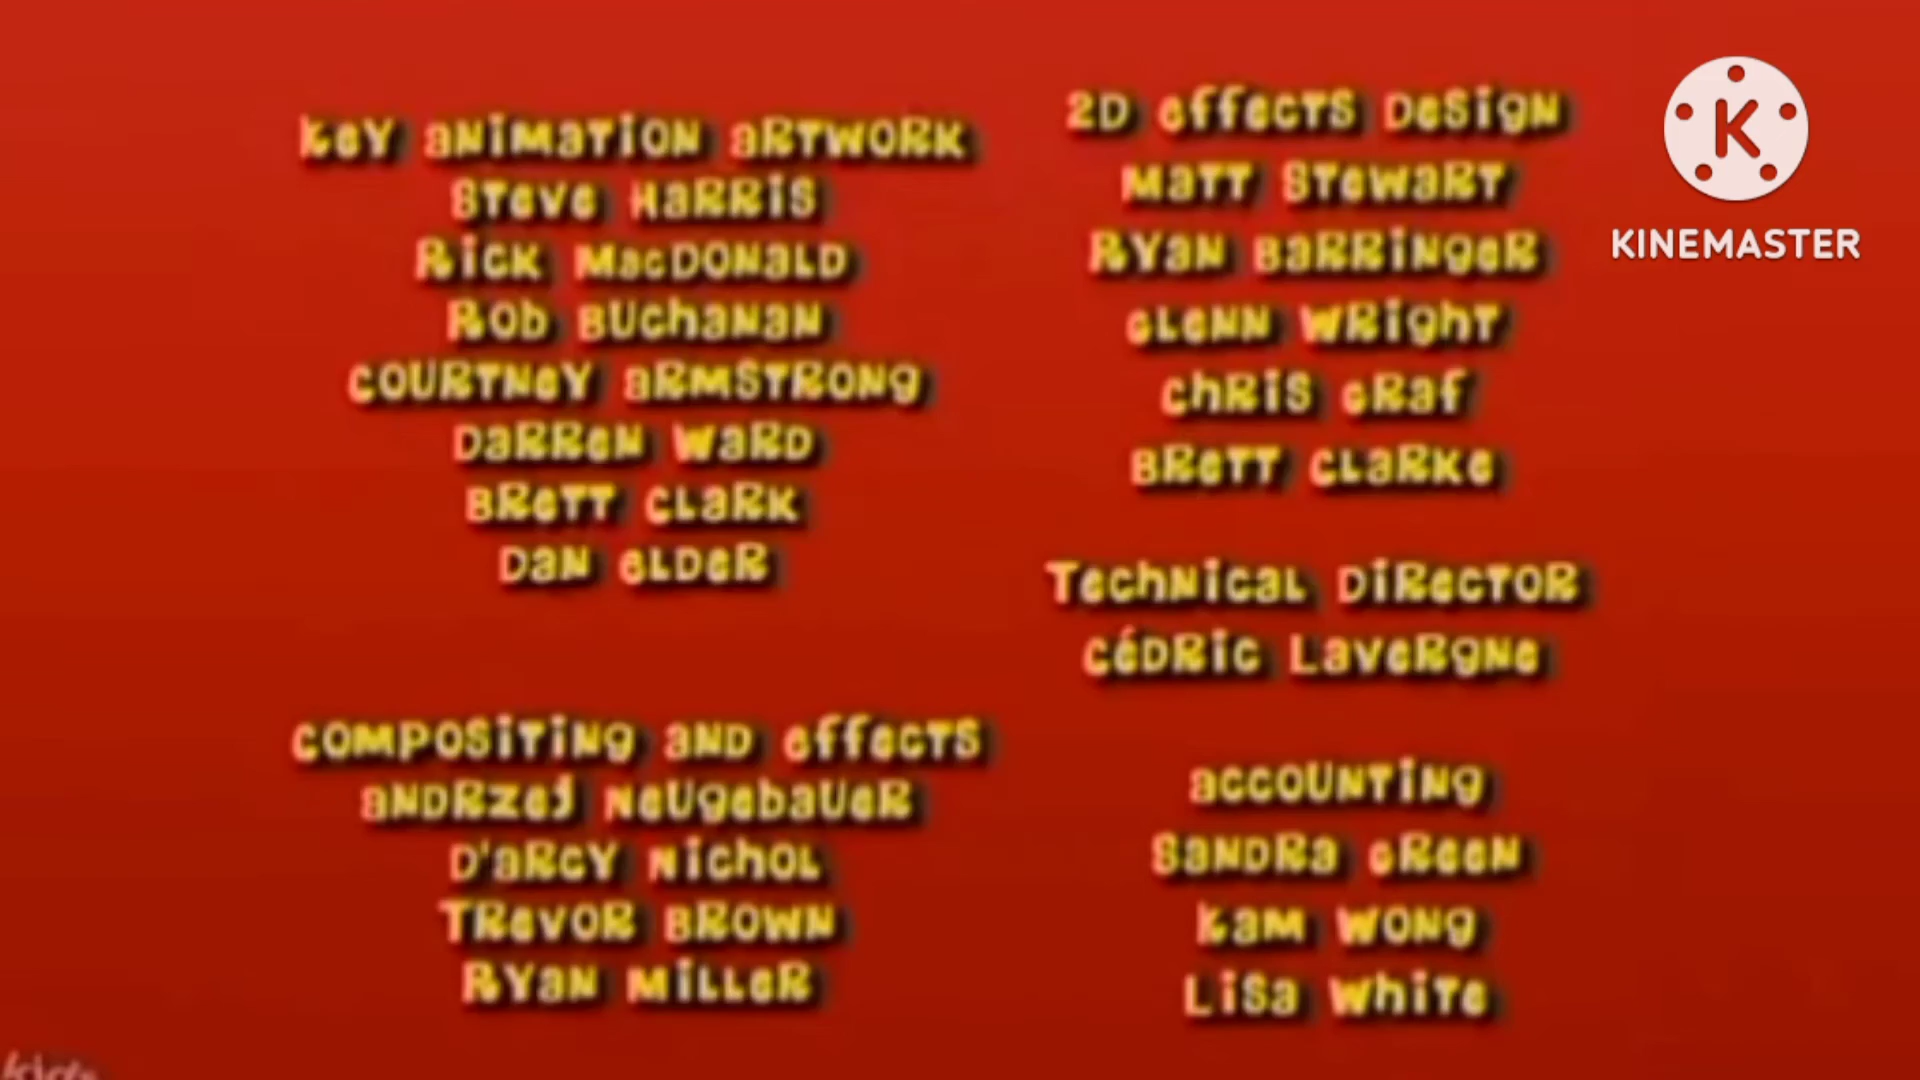 Key Animation Artwork
Steve Harris
Rick MacDonald
Rob Buchanan
Courtney Armstrong
Darren Ward
Brett Clark
Dan Elder
Compositing and Effects
Andrzej Neugebauer
D'Arcy Nichol
Trevor Brown
Ryan Miller
2D Effects Design
Matt Stewart
Ryan Barringer
Glenn Wright
Chris Graf
Brett Clarke
Technical Director
Cédric Lavergne
Accounting
Sandra Green
Kam Wong
Lisa White
K
KINEMASTER